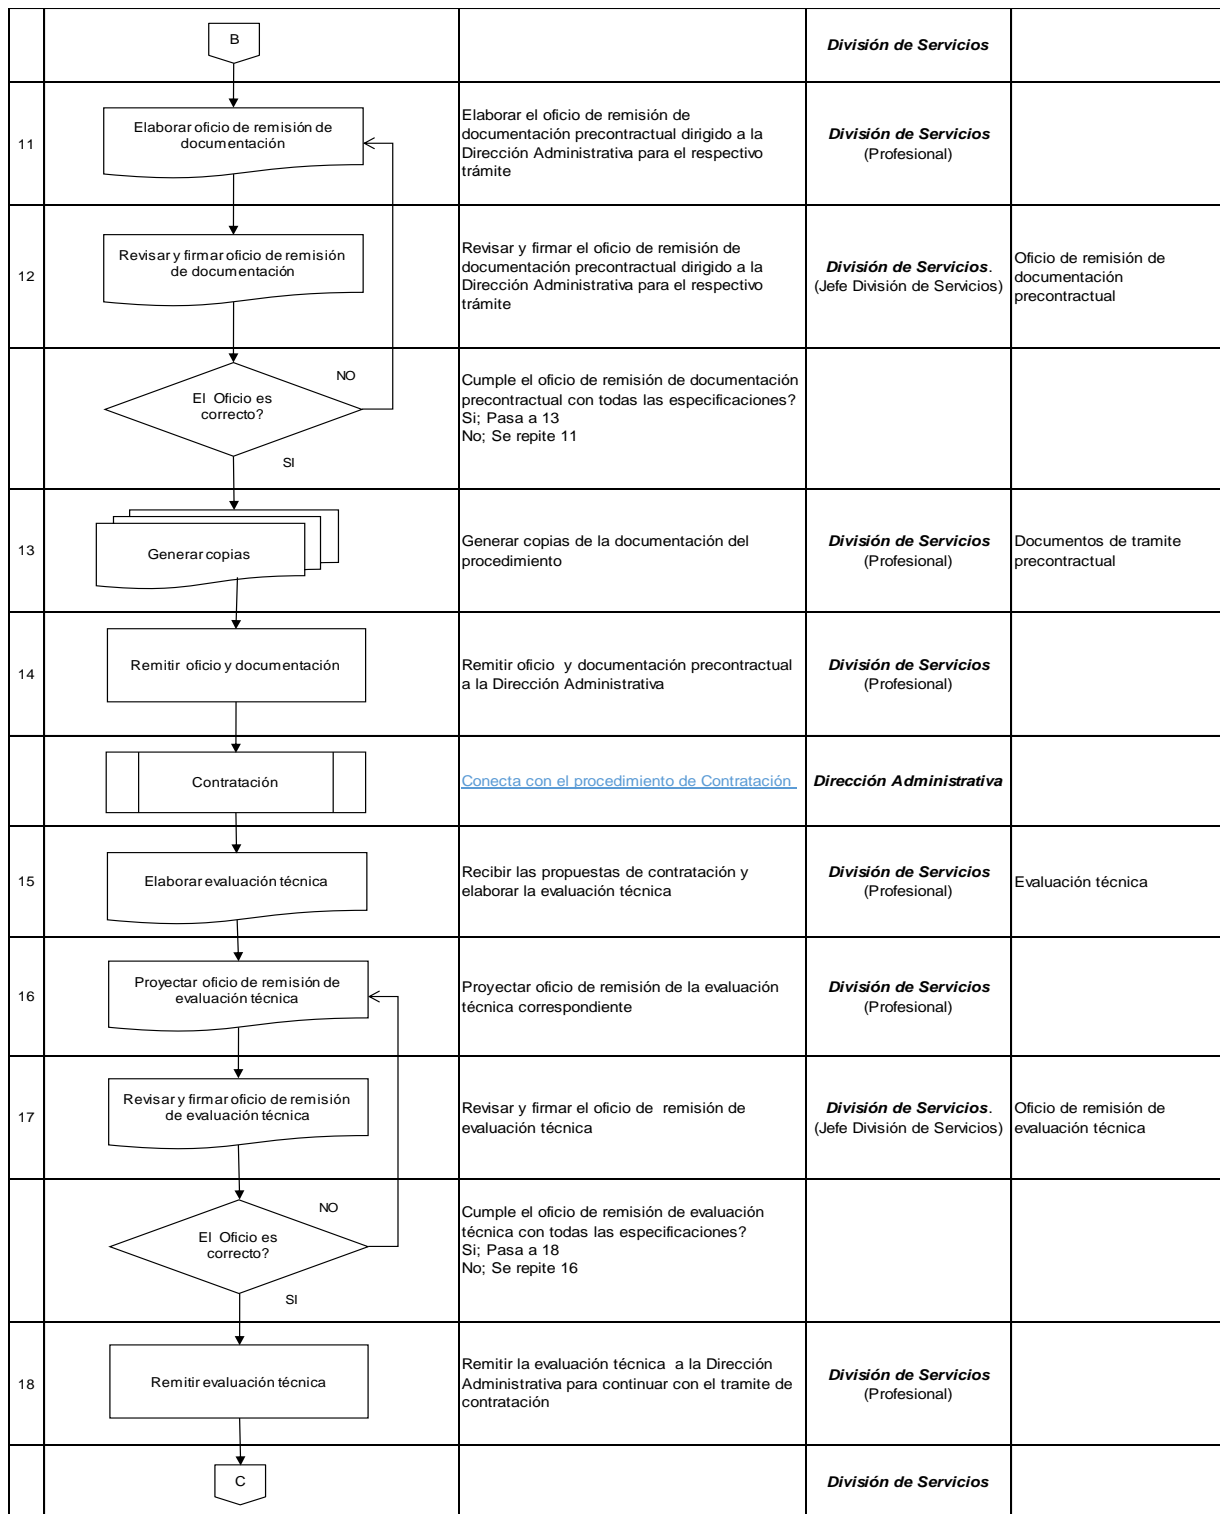 B
División de Servicios
11
Elaborar oficio de remisión de
documentación
Elaborar el oficio de remisión de
documentación precontractual dirigido a la
Dirección Administrativa para el respectivo
trámite
División de Servicios
(Profesional)
12
Revisar y firmar oficio de remisión
de documentación
Revisar y firmar el oficio de remisión de
documentación precontractual dirigido a la
Dirección Administrativa para el respectivo
trámite
División de Servicios.
(Jefe División de Servicios)
Oficio de remisión de
documentación
precontractual
El Oficio es
correcto?
NO
SI
Cumple el oficio de remisión de documentación
precontractual con todas las especificaciones?
Si; Pasa a 13
No; Se repite 11
13
Generar copias
Generar copias de la documentación del
procedimiento
División de Servicios
(Profesional)
Documentos de tramite
precontractual
14
Remitir oficio y documentación
Remitir oficio y documentación precontractual
a la Dirección Administrativa
División de Servicios
(Profesional)
Contratación
Conecta con el procedimiento de Contratación
Dirección Administrativa
15
Elaborar evaluación técnica
Recibir las propuestas de contratación y
elaborar la evaluación técnica
División de Servicios
(Profesional)
Evaluación técnica
16
Proyectar oficio de remisión de
evaluación técnica
Proyectar oficio de remisión de la evaluación
técnica correspondiente
División de Servicios
(Profesional)
17
Revisar y firmar oficio de remisión
de evaluación técnica
Revisar y firmar el oficio de remisión de
evaluación técnica
División de Servicios.
(Jefe División de Servicios)
Oficio de remisión de
evaluación técnica
El Oficio es
correcto?
NO
SI
Cumple el oficio de remisión de evaluación
técnica con todas las especificaciones?
Si; Pasa a 18
No; Se repite 16
18
Remitir evaluación técnica
Remitir la evaluación técnica a la Dirección
Administrativa para continuar con el tramite de
contratación
División de Servicios
(Profesional)
C
División de Servicios